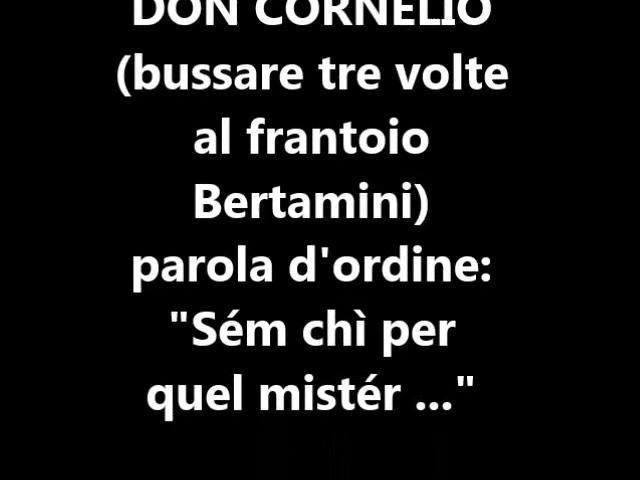 DON CORNELIO
(bussare tre volte
al frantoio
Bertamini)
parola d'ordine:
"Sém chì per
quel mistér ..."